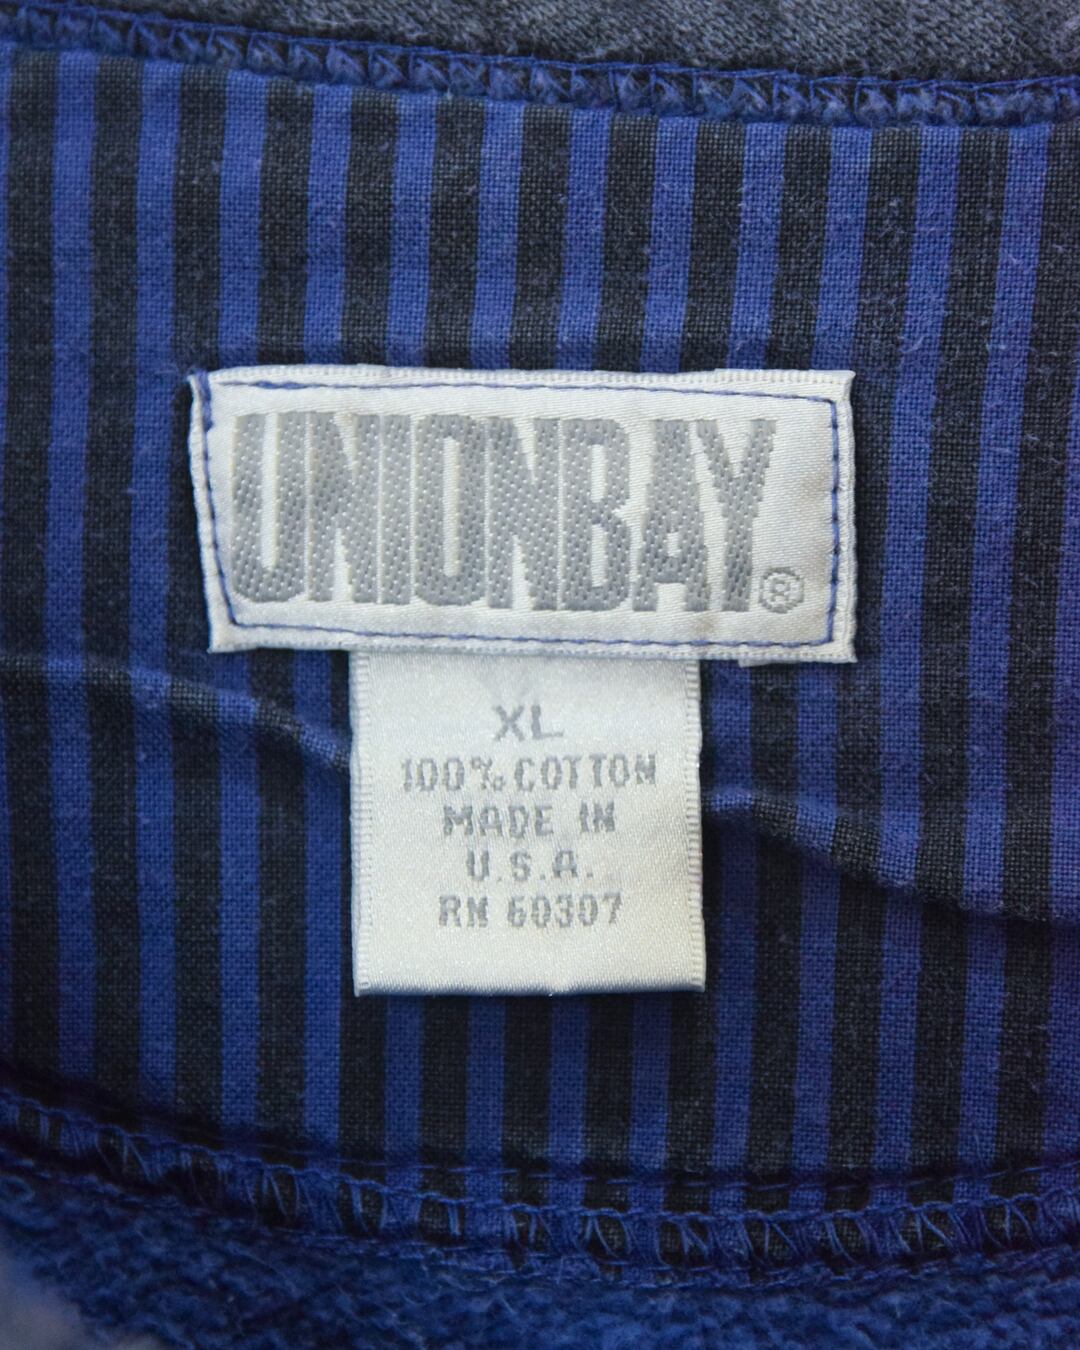 UNIONBAY®
XL
100% COTTON
MADE IN
U.S.A.
RN 60307